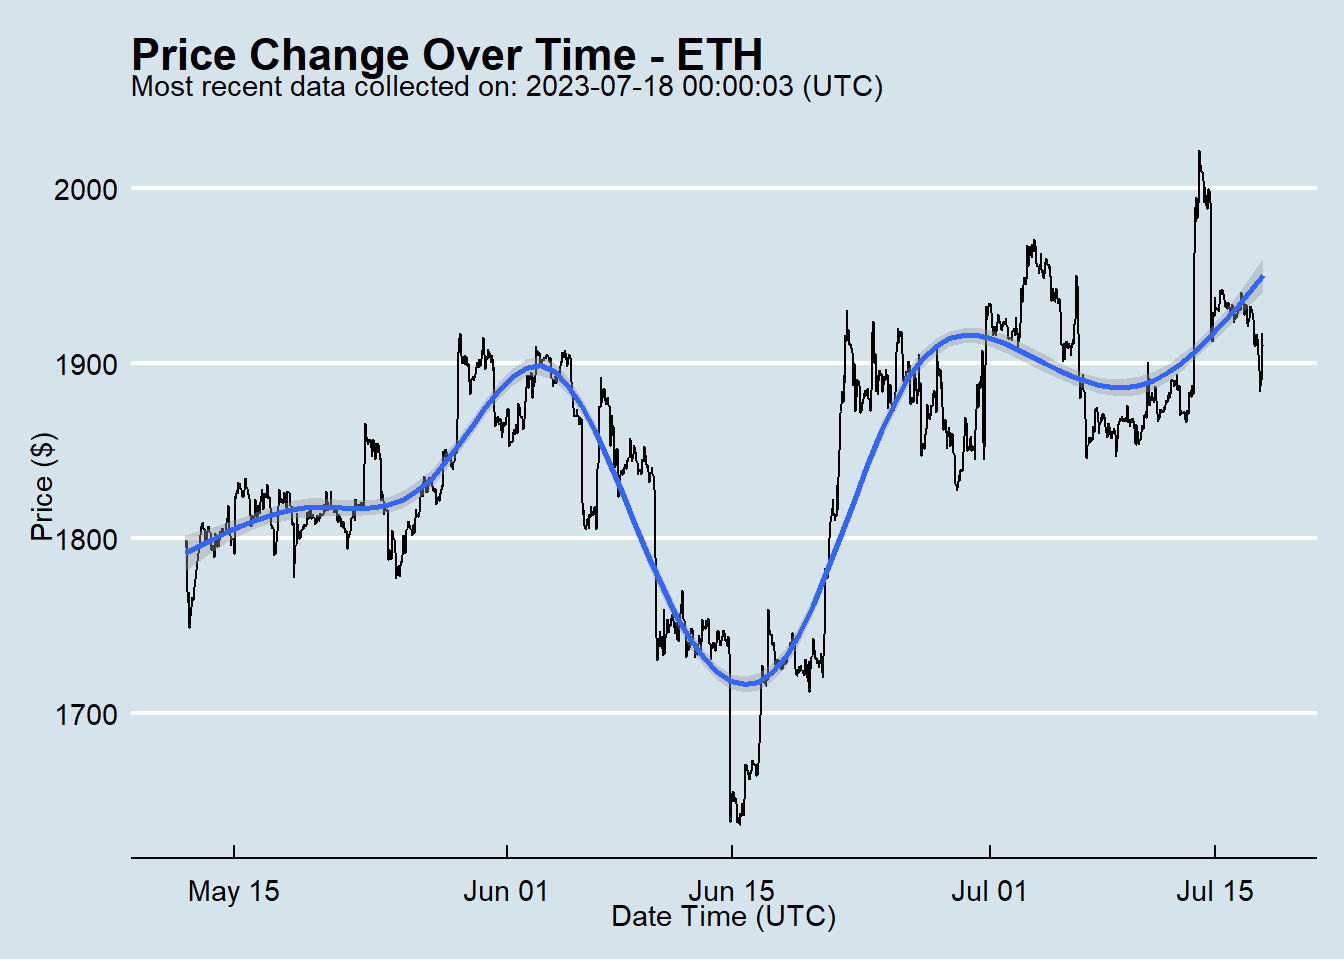 Price Change Over Time - ETH
Most recent data collected on: 2023-07-18 00:00:03 (UTC)
Price ($)
2000
1900
1800
1700
May 15
Jun 01
Jun 15
Jul 01
Jul 15
Date Time (UTC)